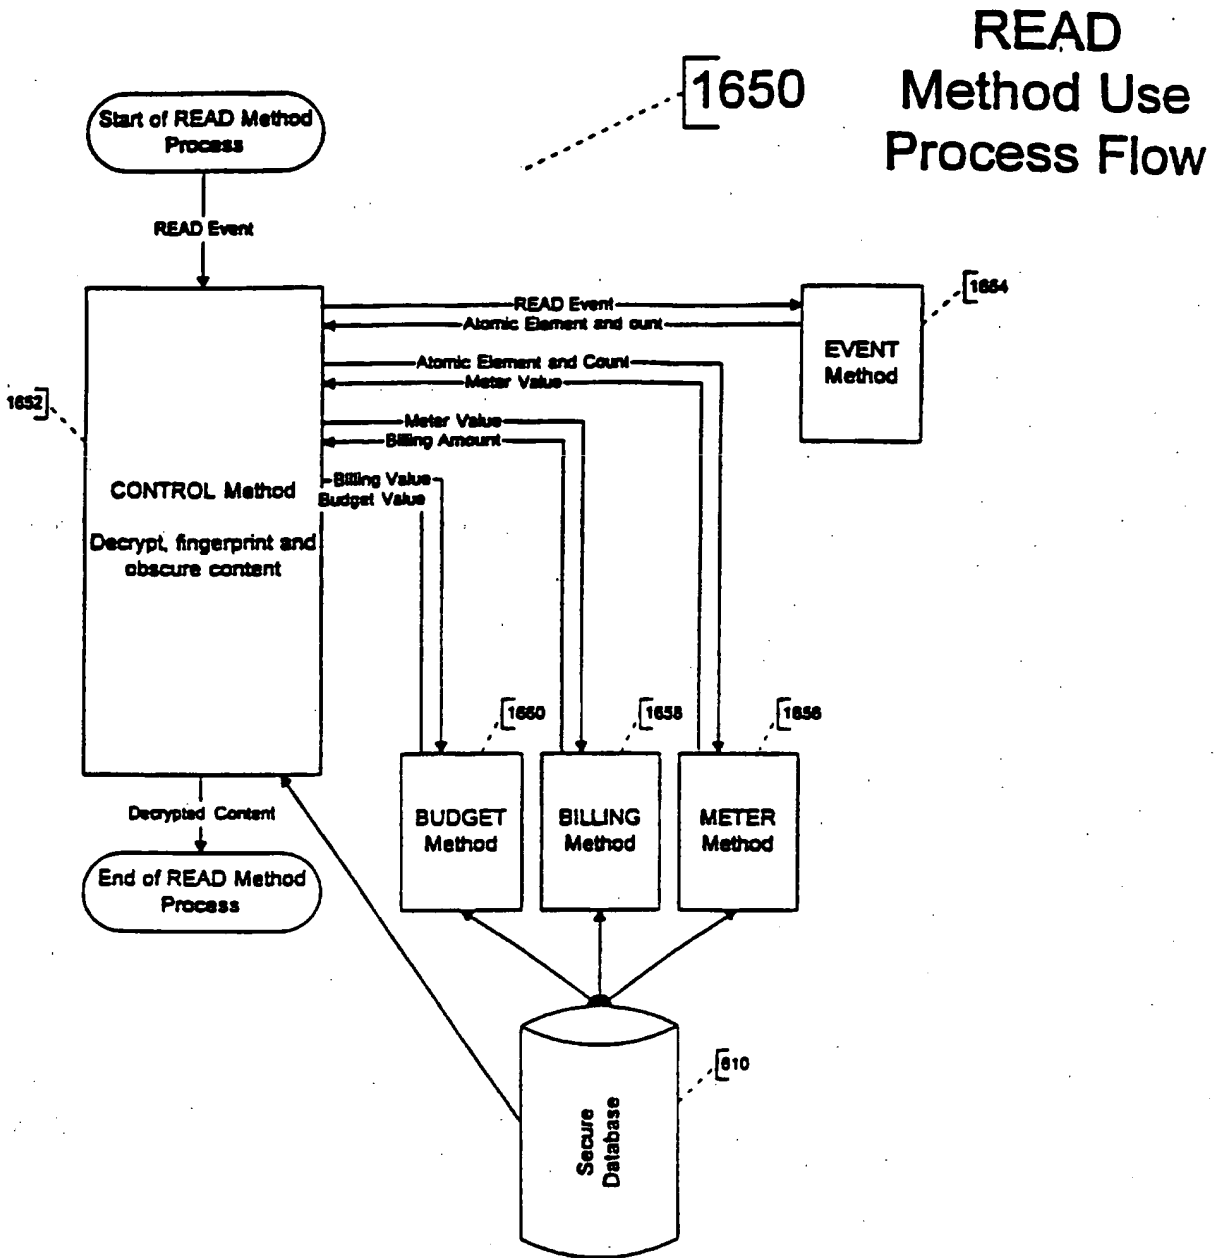 READ
Method Use
Process Flow
1650
Start of READ Method
Process
READ Event
READ Event
Atomic Element and ount
1654
EVENT
Method
Atomic Element and Count
Meter Value
1652
Meter Value
Billing Amount
Billing Value
Budget Value
CONTROL Method
Decrypt, fingerprint and
obscure content
1660
1658
1656
Decrypted Content
BUDGET
Method
BILLING
Method
METER
Method
End of READ Method
Process
610
Secure
Database